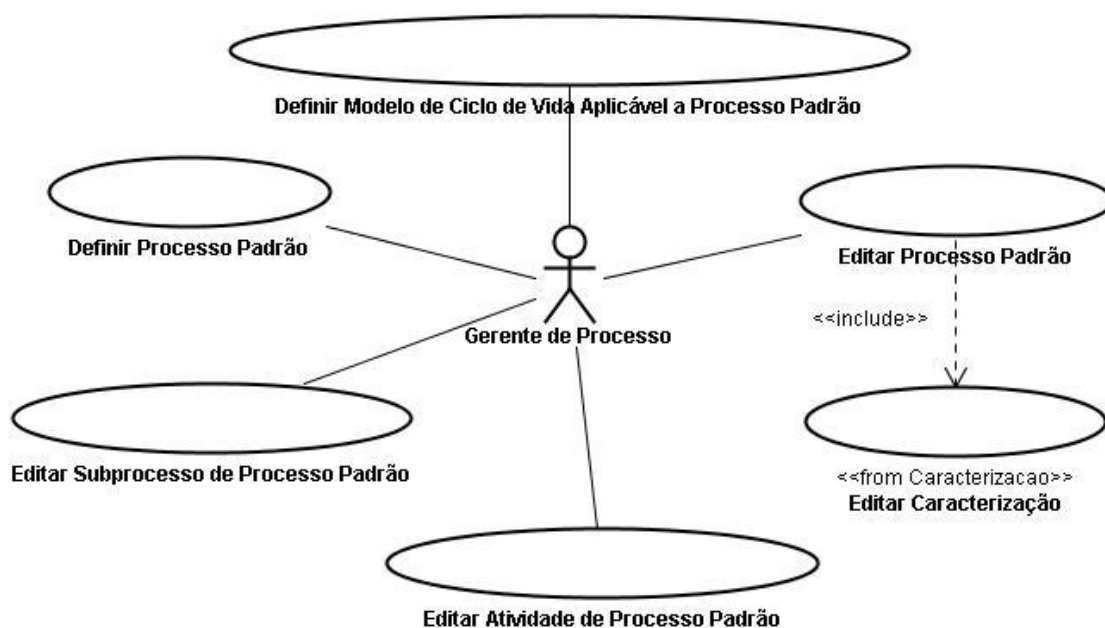 Definir Modelo de Ciclo de Vida Aplicável a Processo Padrão
Definir Processo Padrão
Editar Processo Padrão
<<include>>
Gerente de Processo
Editar Subprocesso de Processo Padrão
<<from Caracterizacao>>
Editar Caracterização
Editar Atividade de Processo Padrão